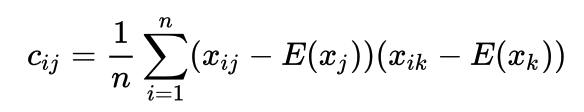 c_{ij} = \frac{1}{n} \sum_{i=1}^{n} (x_{ij} - E(x_j))(x_{ik} - E(x_k))